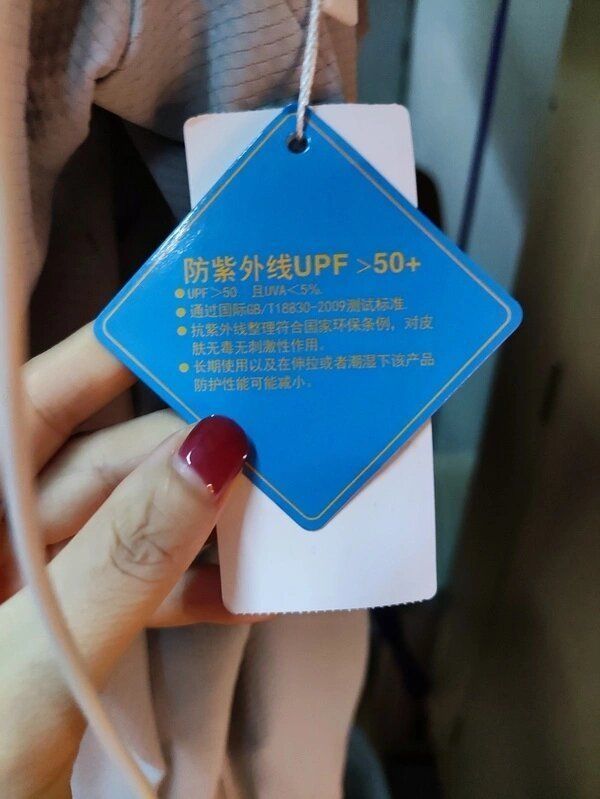 防紫外线UPF >50+
●UPF>50 且UVA<5%.
●通过国际GB/T18830-2009测试标准
●抗紫外线整理符合国家环保条例，对皮
肤无毒无刺激性作用。
●长期使用以及在伸拉或者潮湿下该产品
防护性能可能减小。